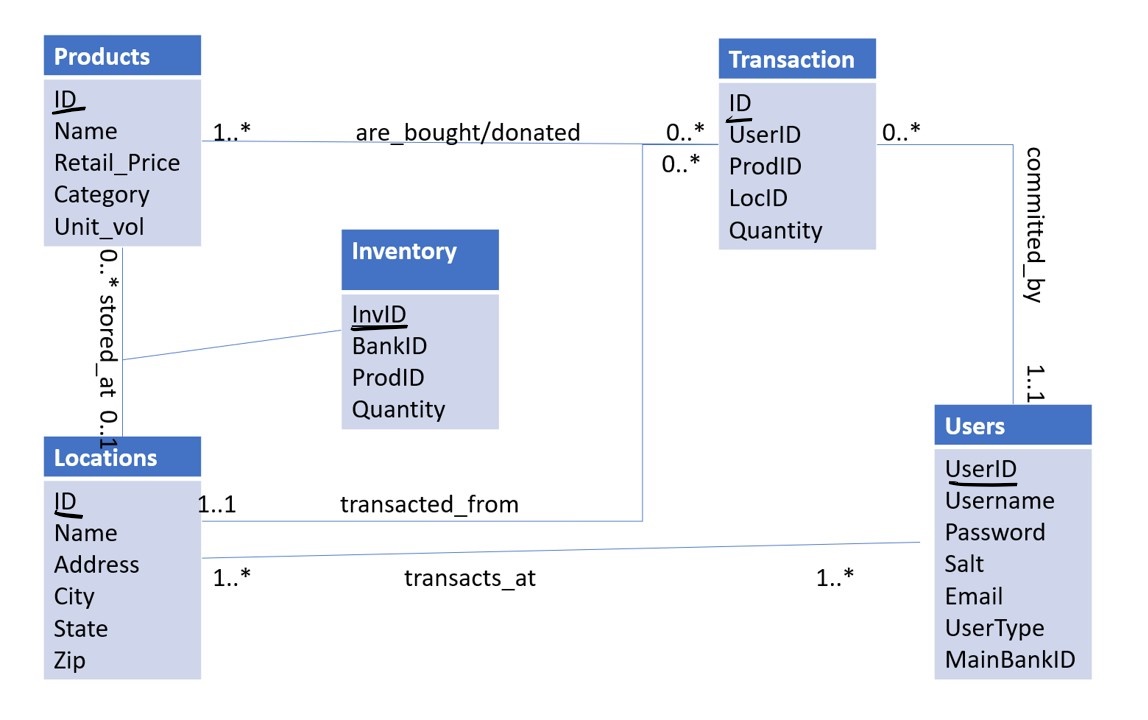 Products
ID
Name
Retail_Price
Category
Unit_vol
1..*
are_bought/donated
0..*
0..*
Transaction
ID
UserID
ProdID
LocID
Quantity
0..*
committed_by
1..1
Inventory
InvID
BankID
ProdID
Quantity
0..* stored_at 0..1
Locations
ID
Name
Address
City
State
Zip
1..1
transacted_from
1..*
transacts_at
1..*
Users
UserID
Username
Password
Salt
Email
UserType
MainBankID